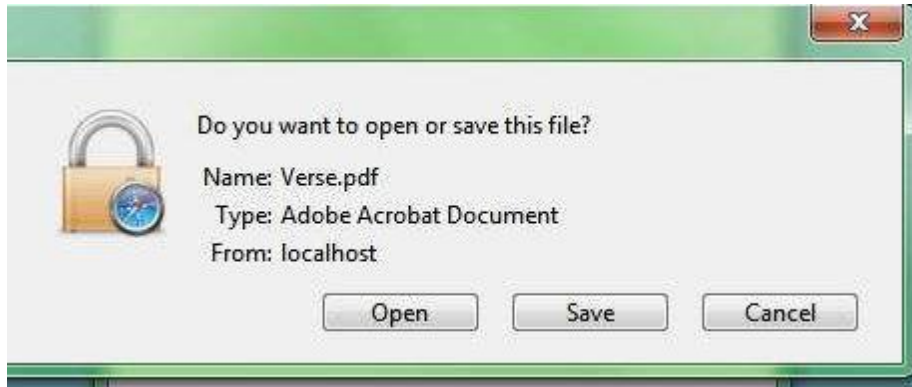 Do you want to open or save this file?
Name: Verse.pdf
Type: Adobe Acrobat Document
From: localhost
Open Save Cancel